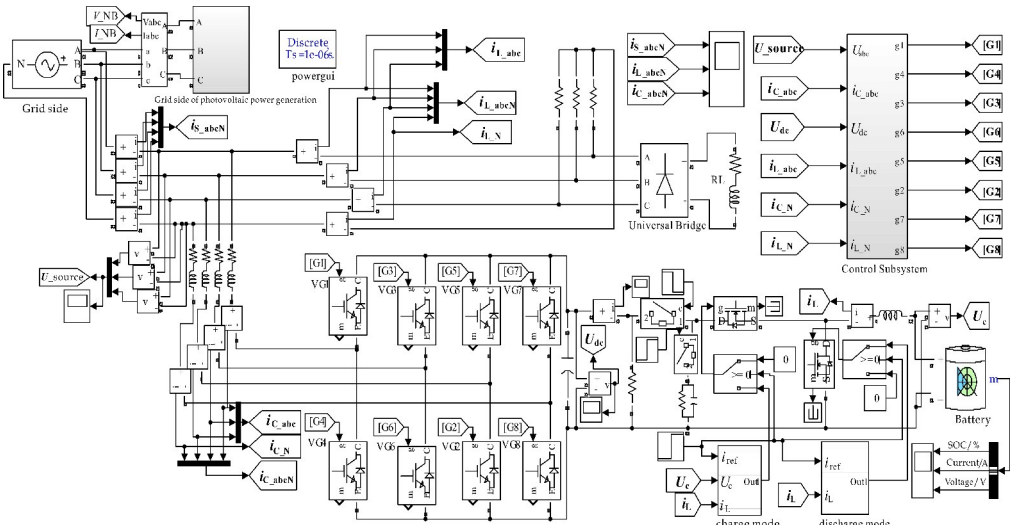 V_NB
I_NB
Vabc
Iabc
a
b
c
A
B
C
A
B
C
N
A
B
C
Grid side
Grid side of photovoltaic power generation
Discrete
Ts =1e-06s.
powergui
i_L_abc
i_L_abcN
i_L_N
i_S_abcN
i_S_abcN
i_L_abcN
i_C_abcN
U_source
i_C_abc
U_dc
i_L_abc
i_C_N
i_L_N
U_abc
i_C_abc
U_dc
i_L_abc
i_C_N
i_L_N
g1
g4
g3
g6
g5
g2
g7
g8
[G1]
[G4]
[G3]
[G6]
[G5]
[G2]
[G7]
[G8]
Control Subsystem
A
B
C
Universal Bridge
RL
U_source
[G1]
[G3]
[G5]
[G7]
VG1
VG3
VG5
VG7
U_dc
i_L
U_c
>= 0
0
>=0
0
m
Battery
i_C_abc
i_C_abcN
[G4]
[G6]
[G2]
[G8]
VG4
VG6
VG2
VG8
U_c
i_L
i_ref
U_c
i_L
Out1
charge mode
i_L
i_ref
i_L
Out1
discharge mode
SOC/%
Current/A
Voltage/V